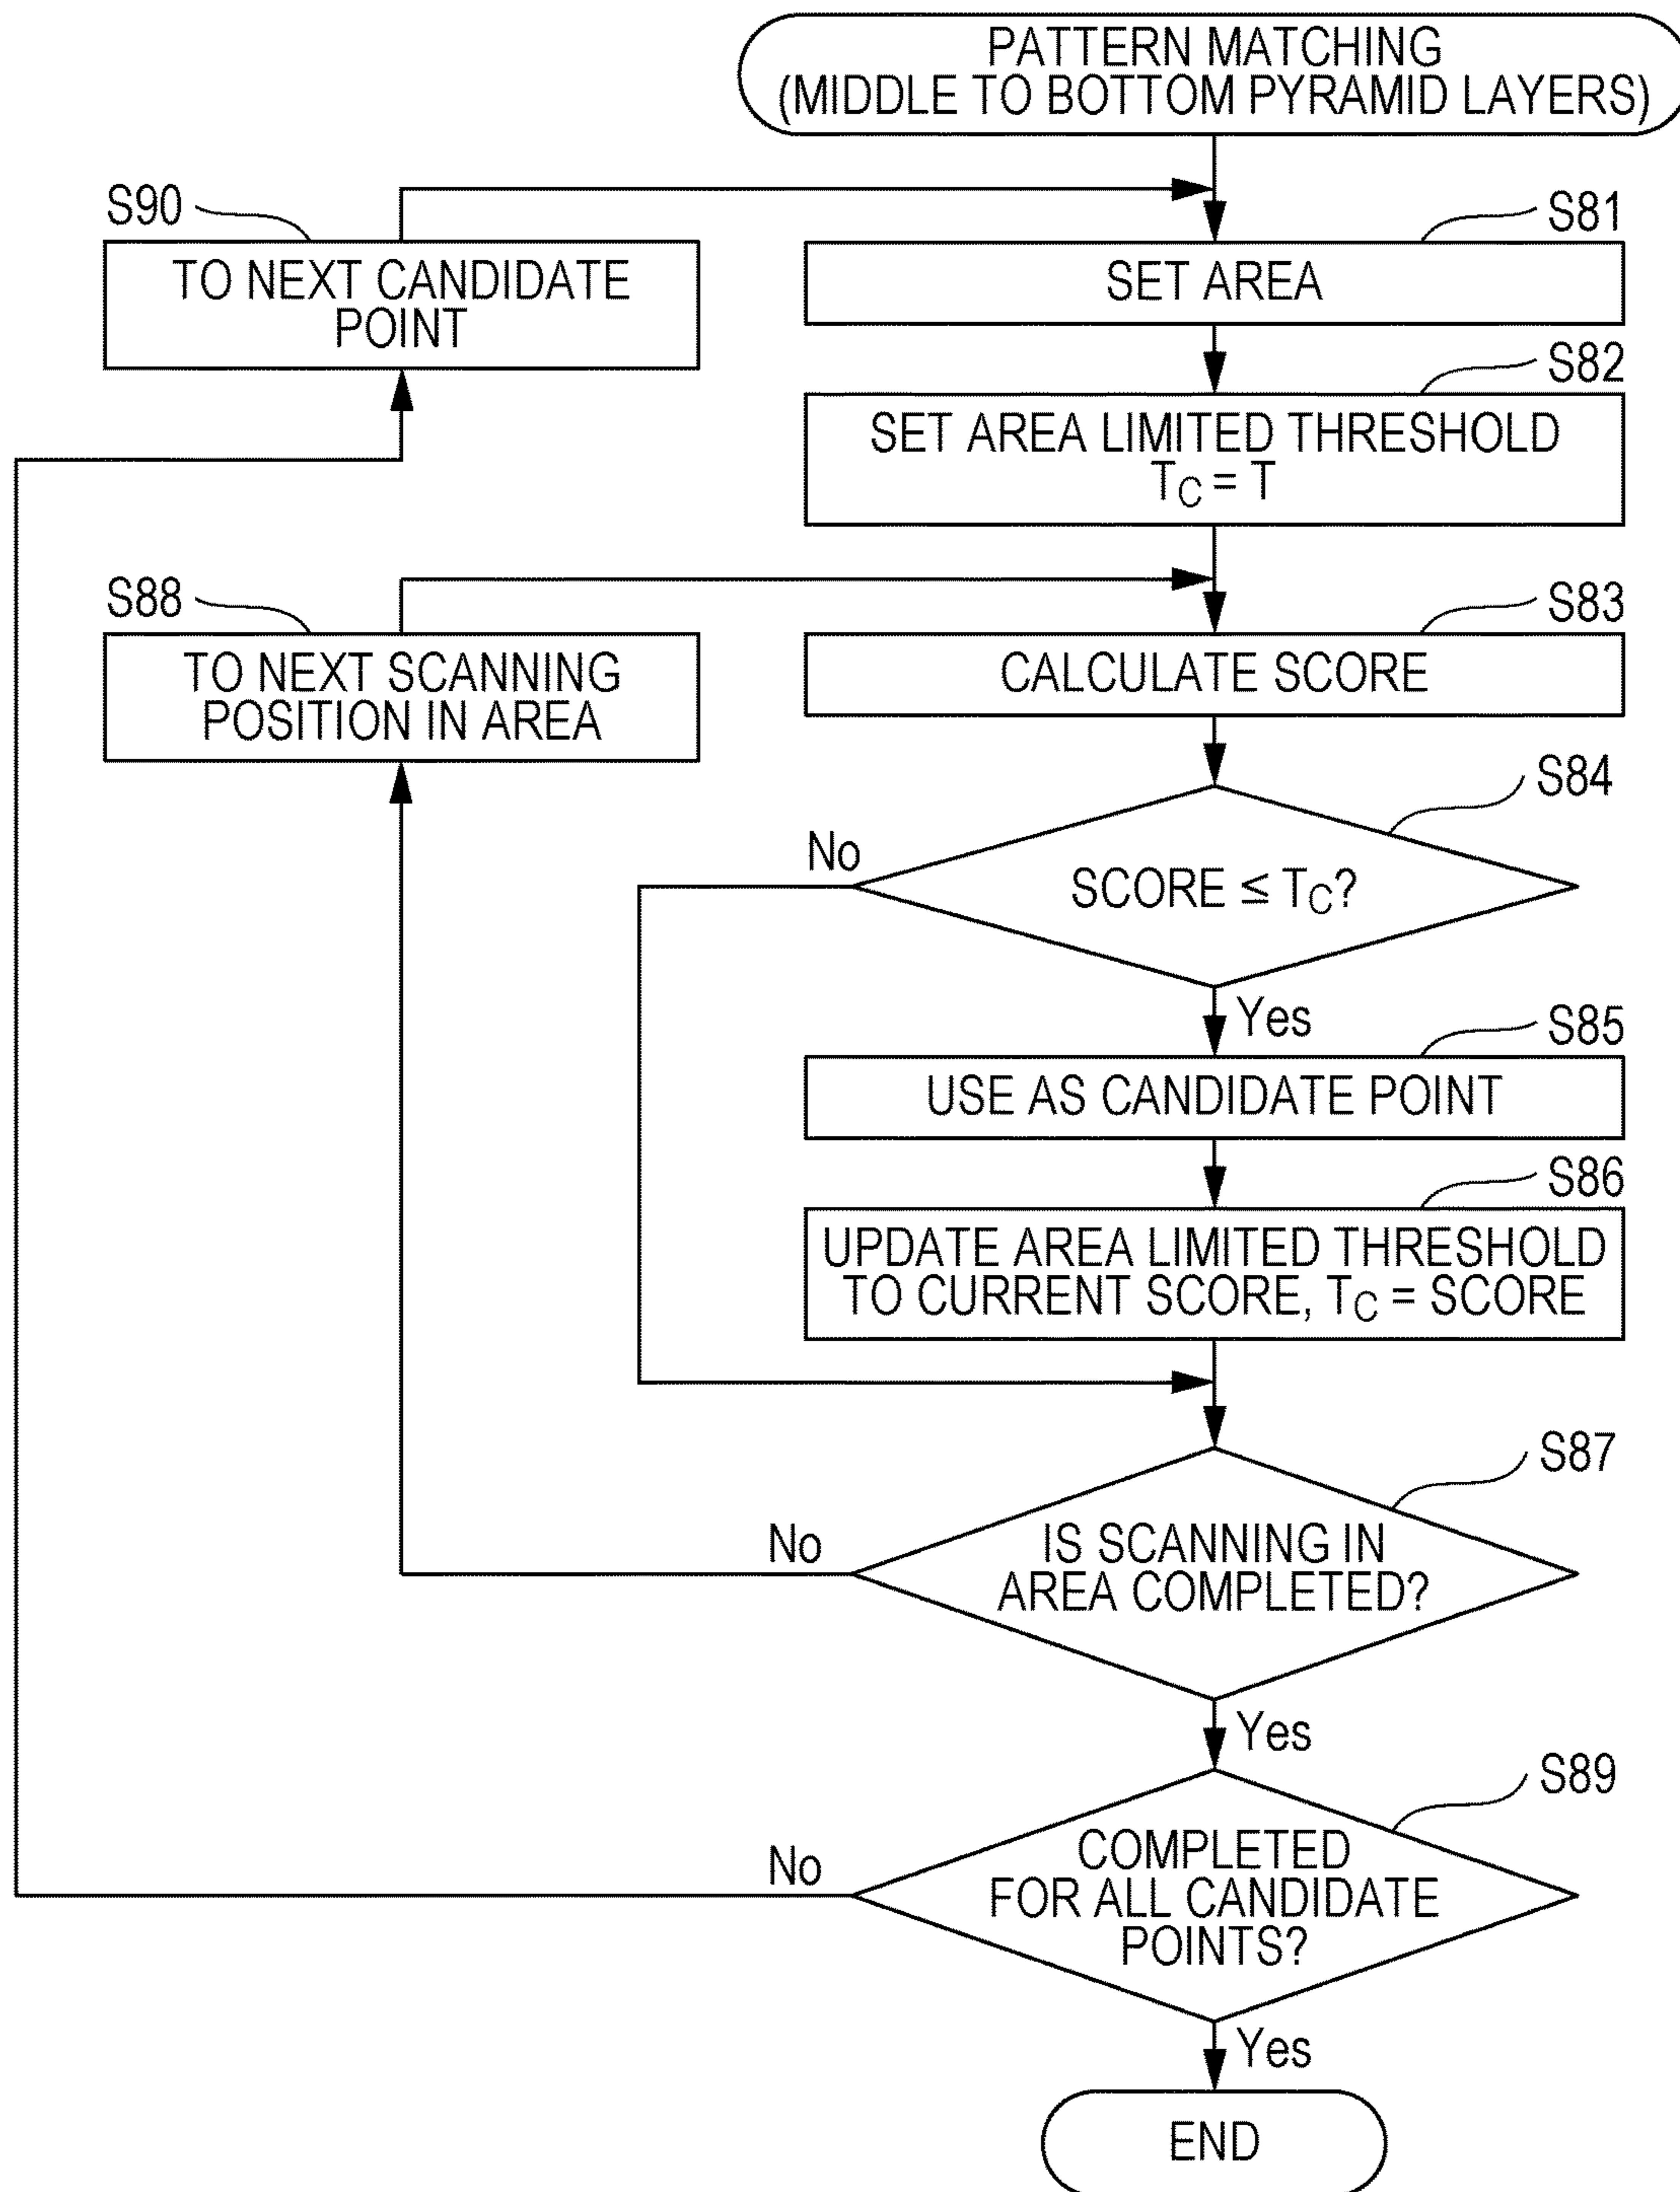 PATTERN MATCHING
(MIDDLE TO BOTTOM PYRAMID LAYERS)
S90
TO NEXT CANDIDATE
POINT
S81
SET AREA
S82
SET AREA LIMITED THRESHOLD
TC = T
S88
TO NEXT SCANNING
POSITION IN AREA
S83
CALCULATE SCORE
S84
No
SCORE ≤ TC?
Yes
S85
USE AS CANDIDATE POINT
S86
UPDATE AREA LIMITED THRESHOLD
TO CURRENT SCORE, TC = SCORE
S87
No
IS SCANNING IN
AREA COMPLETED?
Yes
S89
No
COMPLETED
FOR ALL CANDIDATE
POINTS?
Yes
END